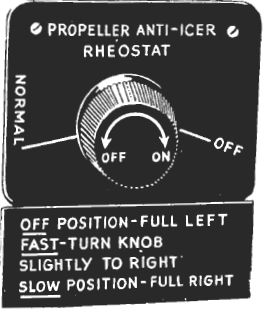 PROPELLER ANTI-ICER
RHEOSTAT
NORMAL
OFF
OFF ON
OFF POSITION-FULL LEFT
FAST-TURN KNOB
SLIGHTLY TO RIGHT
SLOW POSITION-FULL RIGHT